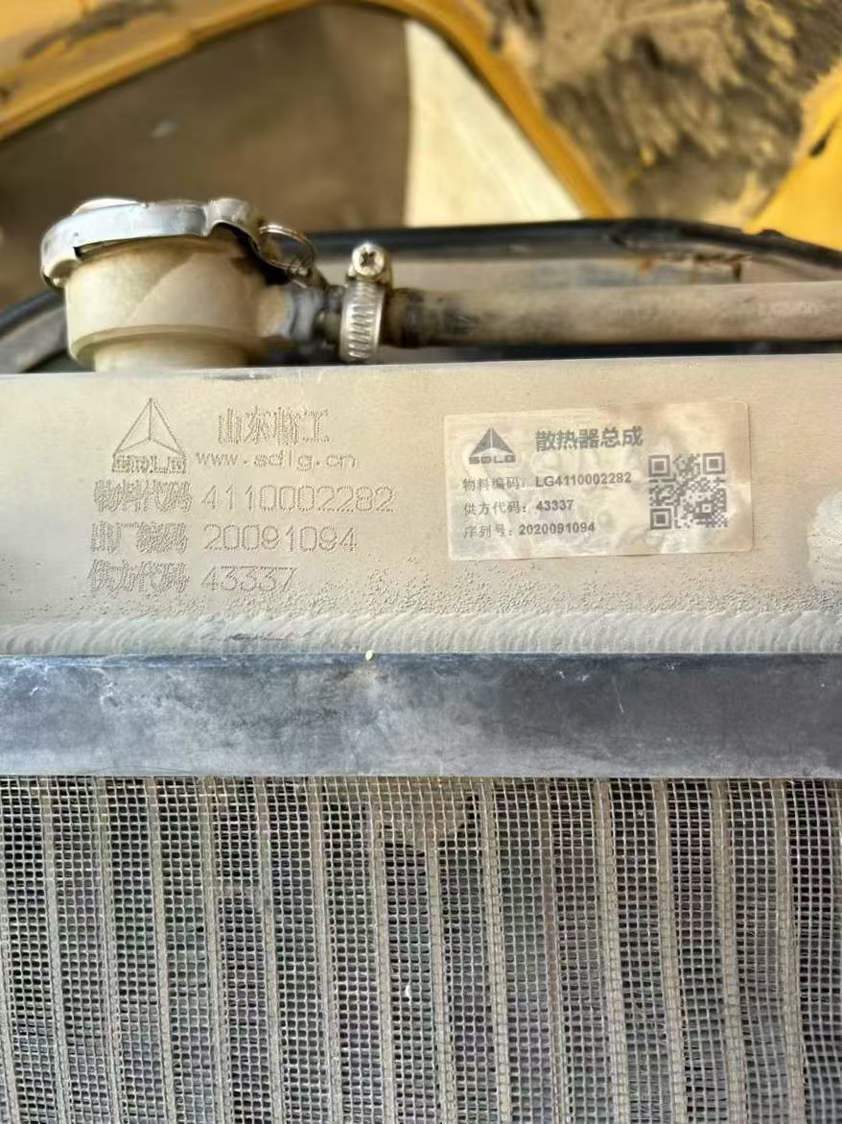 SDLG
山东临工
www.sdlg.cn
物料代码 4110002282
出厂编码 20091094
供方代码 43337
SDLG
散热器总成
物料编码：LG4110002282
供方代码：43337
序列号：2020091094